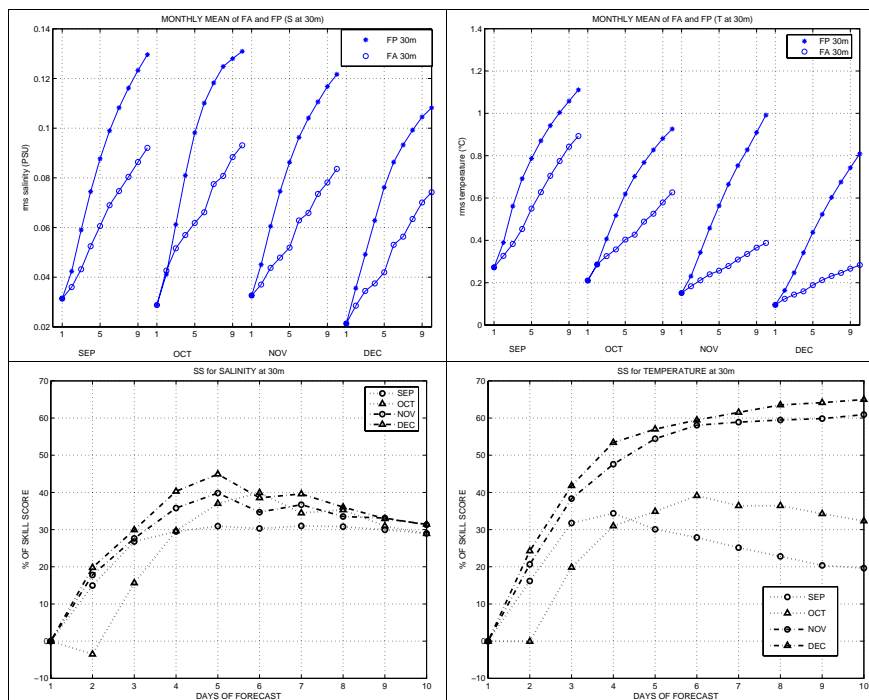 MONTHLY MEAN of FA and FP (S at 30m)
FP 30m
FA 30m
rms salinity (PSU)
0.14
0.12
0.1
0.08
0.06
0.04
0.02
1 5 9 1 5 9 1 5 9 1 5 9
SEP OCT NOV DEC
MONTHLY MEAN of FA and FP (T at 30m)
FP 30m
FA 30m
rms temperature (°C)
1.4
1.2
1
0.8
0.6
0.4
0.2
0
1 5 9 1 5 9 1 5 9 1 5 9
SEP OCT NOV DEC
SS for SALINITY at 30m
SEP
OCT
NOV
DEC
% OF SKILL SCORE
70
60
50
40
30
20
10
0
−10
1 2 3 4 5 6 7 8 9 10
DAYS OF FORECAST
SS for TEMPERATURE at 30m
% OF SKILL SCORE
70
60
50
40
30
20
10
0
−10
SEP
OCT
NOV
DEC
1 2 3 4 5 6 7 8 9 10
DAYS OF FORECAST